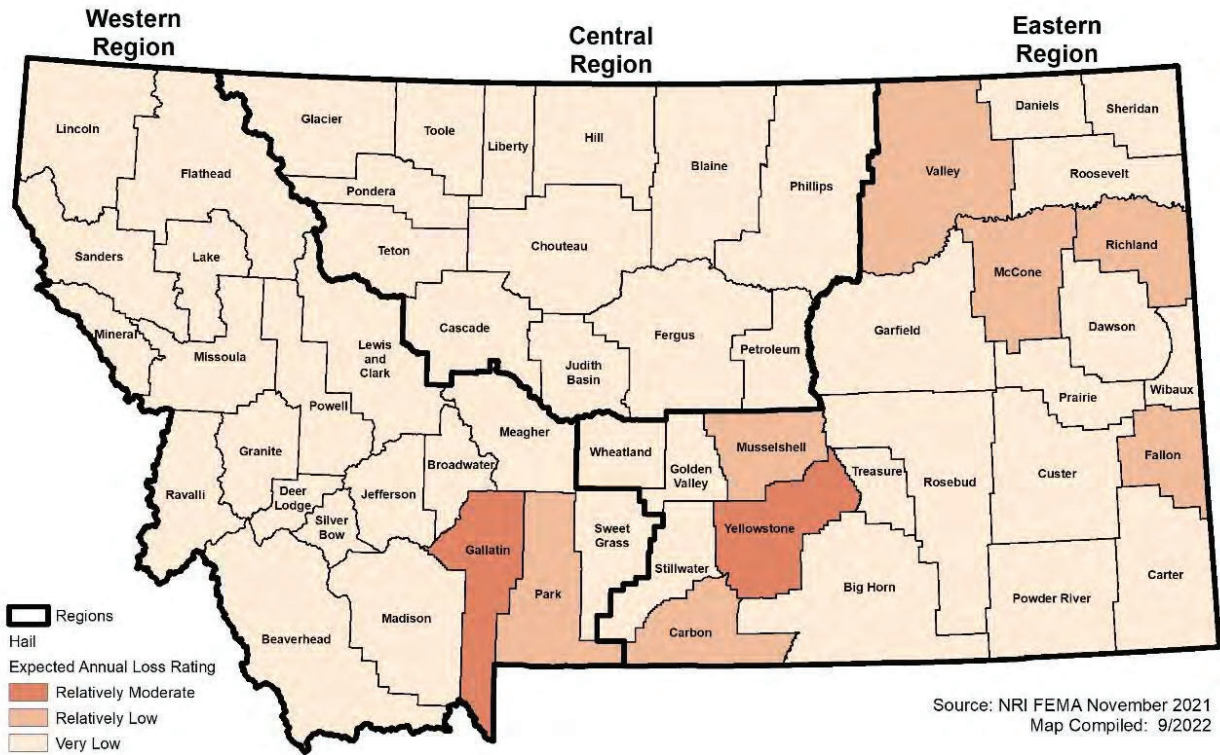 Western
Region
Central
Region
Eastern
Region
Lincoln
Flathead
Glacier
Toole
Liberty
Hill
Blaine
Phillips
Valley
Daniels
Sheridan
Roosevelt
Pondera
Teton
Chouteau
Richland
McCone
Sanders
Lake
Mineral
Missoula
Lewis
and
Clark
Cascade
Judith
Basin
Fergus
Petroleum
Garfield
Dawson
Wibaux
Prairie
Powell
Granite
Ravalli
Deer
Lodge
Silver
Bow
Jefferson
Broadwater
Meagher
Wheatland
Golden
Valley
Musselshell
Treasure
Rosebud
Custer
Fallon
Gallatin
Park
Sweet
Grass
Stillwater
Yellowstone
Big Horn
Powder River
Carter
Carbon
Madison
Beaverhead
Regions
Hail
Expected Annual Loss Rating
Relatively Moderate
Relatively Low
Very Low
Source: NRI FEMA November 2021
Map Compiled: 9/2022